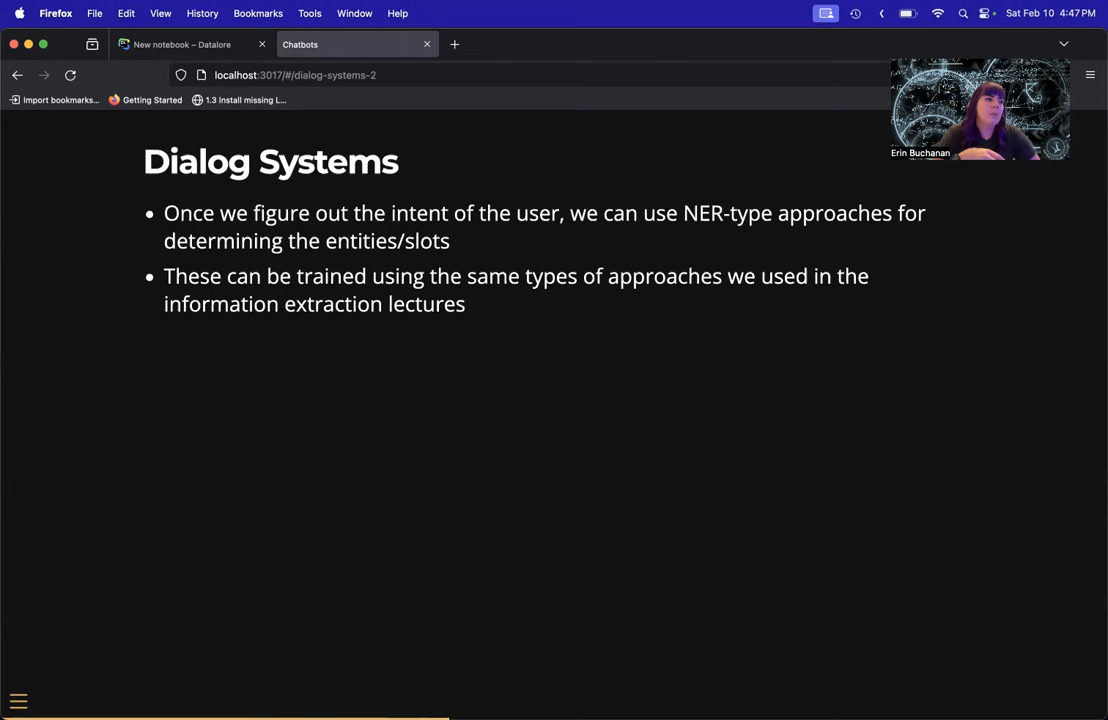 Firefox File Edit View History Bookmarks Tools Window Help Sat Feb 10 4:47 PM
New notebook – Datalore Chatbots
localhost:3017/#/dialog-systems-2
Import bookmarks... Getting Started 1.3 Install missing L...
Erin Buchanan
Dialog Systems
• Once we figure out the intent of the user, we can use NER-type approaches for
determining the entities/slots
• These can be trained using the same types of approaches we used in the
information extraction lectures